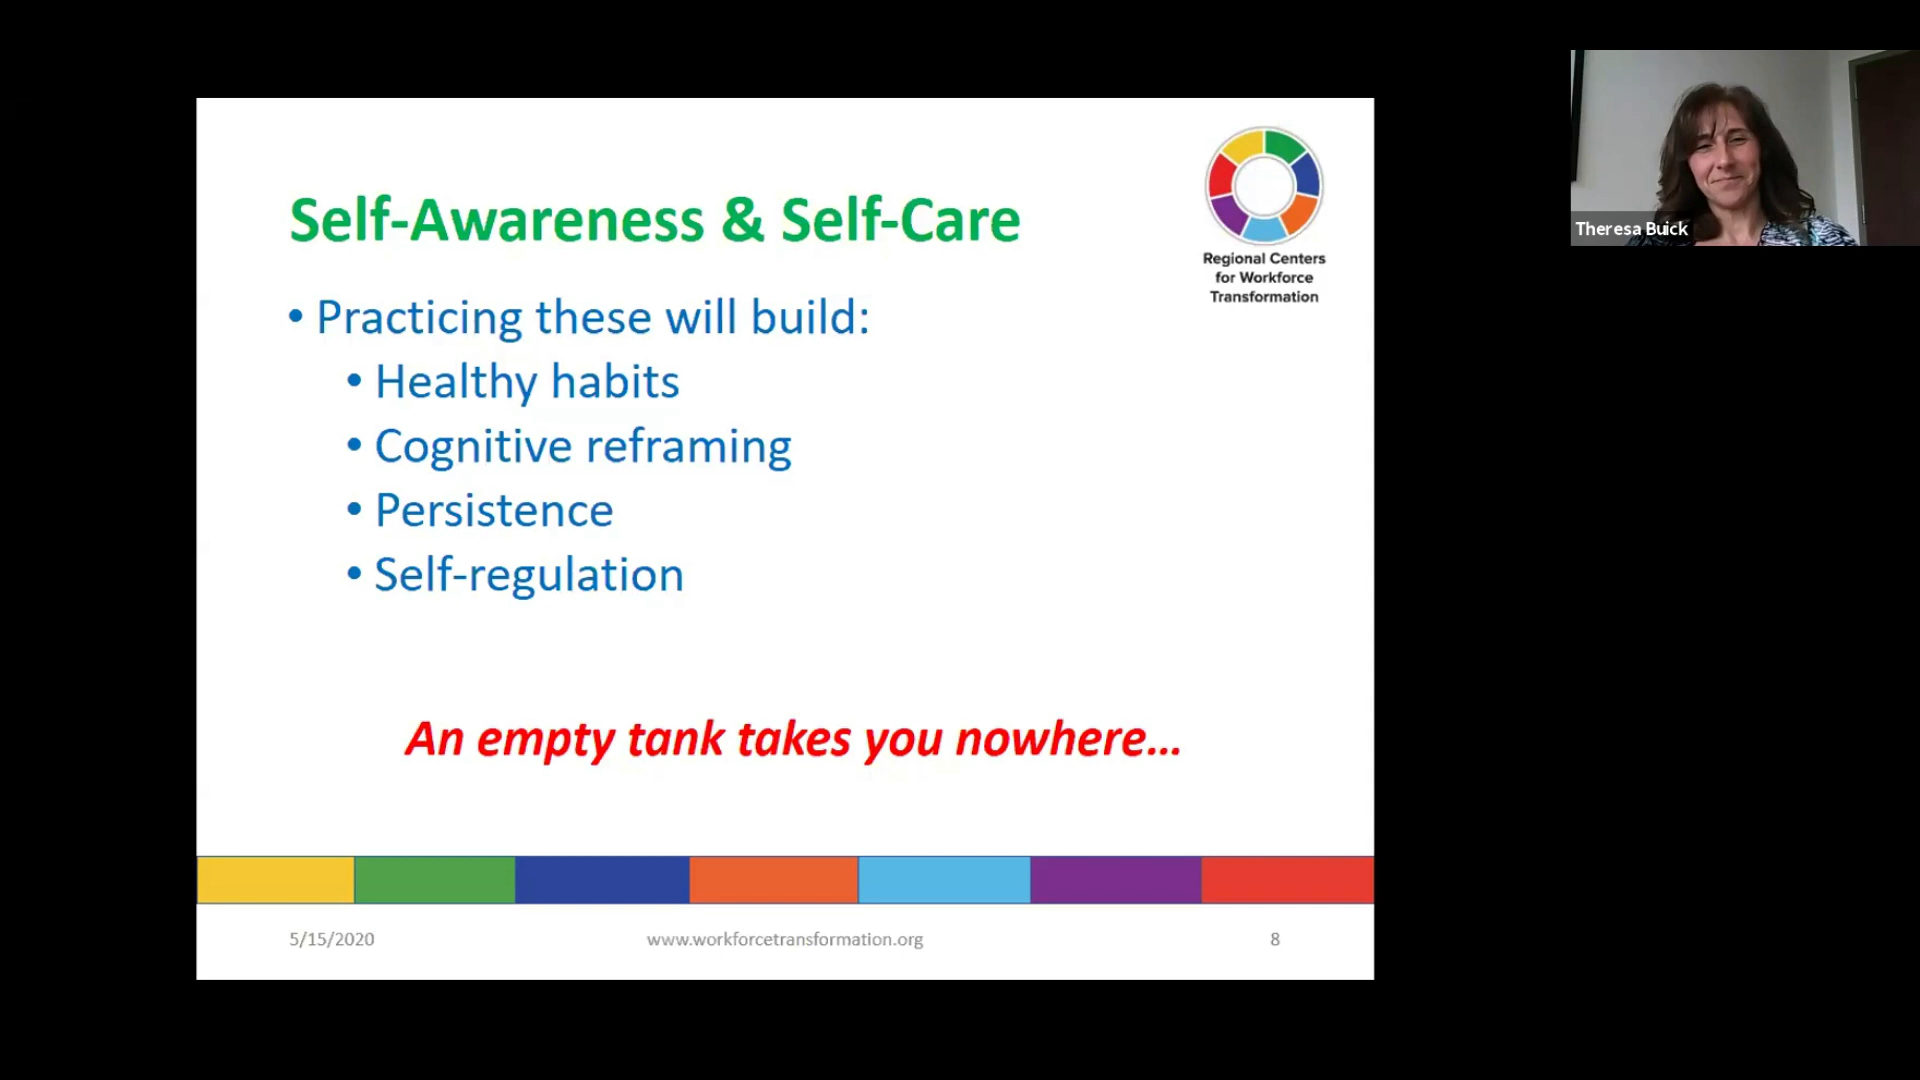 Self-Awareness & Self-Care
• Practicing these will build:
• Healthy habits
• Cognitive reframing
• Persistence
• Self-regulation
An empty tank takes you nowhere...
Regional Centers
for Workforce
Transformation
5/15/2020
www.workforcetransformation.org
8
Theresa Buick